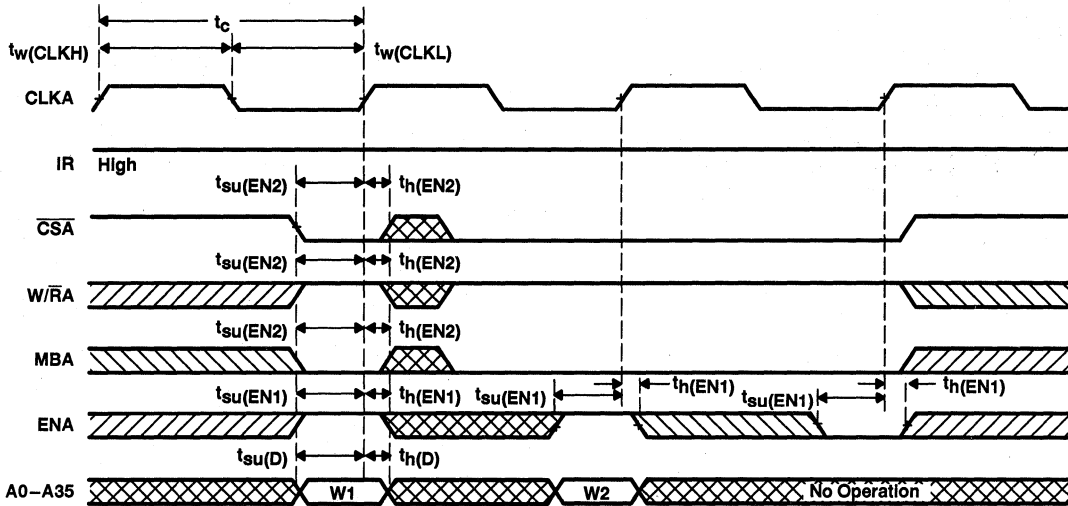 tc
tw(CLKH)
tw(CLKL)
CLKA
IR
High
tsu(EN2)
th(EN2)
CSA
tsu(EN2)
th(EN2)
W/RA
tsu(EN2)
th(EN2)
MBA
tsu(EN1)
th(EN1)
tsu(EN1)
th(EN1)
tsu(EN1)
th(EN1)
ENA
tsu(D)
th(D)
A0–A35
W1
W2
No Operation